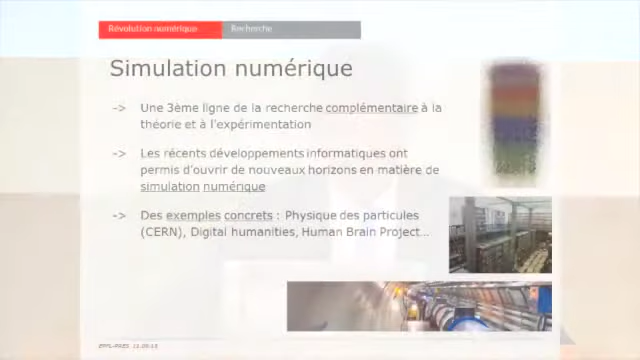 Révolution numérique
Recherche
Simulation numérique
-> Une 3ème ligne de la recherche complémentaire à la
théorie et à l'expérimentation
-> Les récents développements informatiques ont
permis d'ouvrir de nouveaux horizons en matière de
simulation numérique
-> Des exemples concrets : Physique des particules
(CERN), Digital humanities, Human Brain Project…